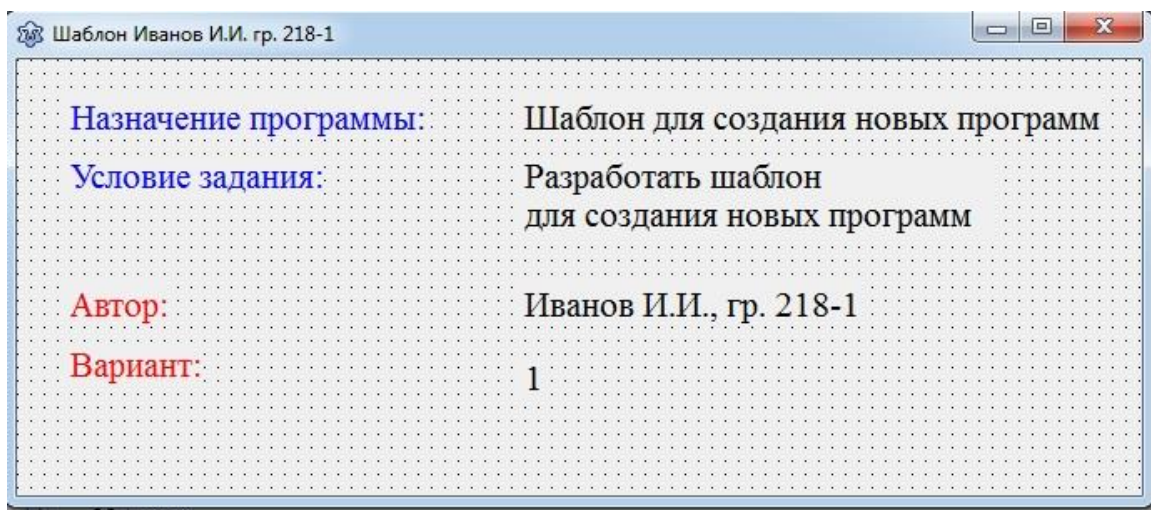 Шаблон Иванов И.И. гр. 218-1
Назначение программы: Шаблон для создания новых программ
Условие задания: Разработать шаблон
для создания новых программ
Автор: Иванов И.И., гр. 218-1
Вариант: 1